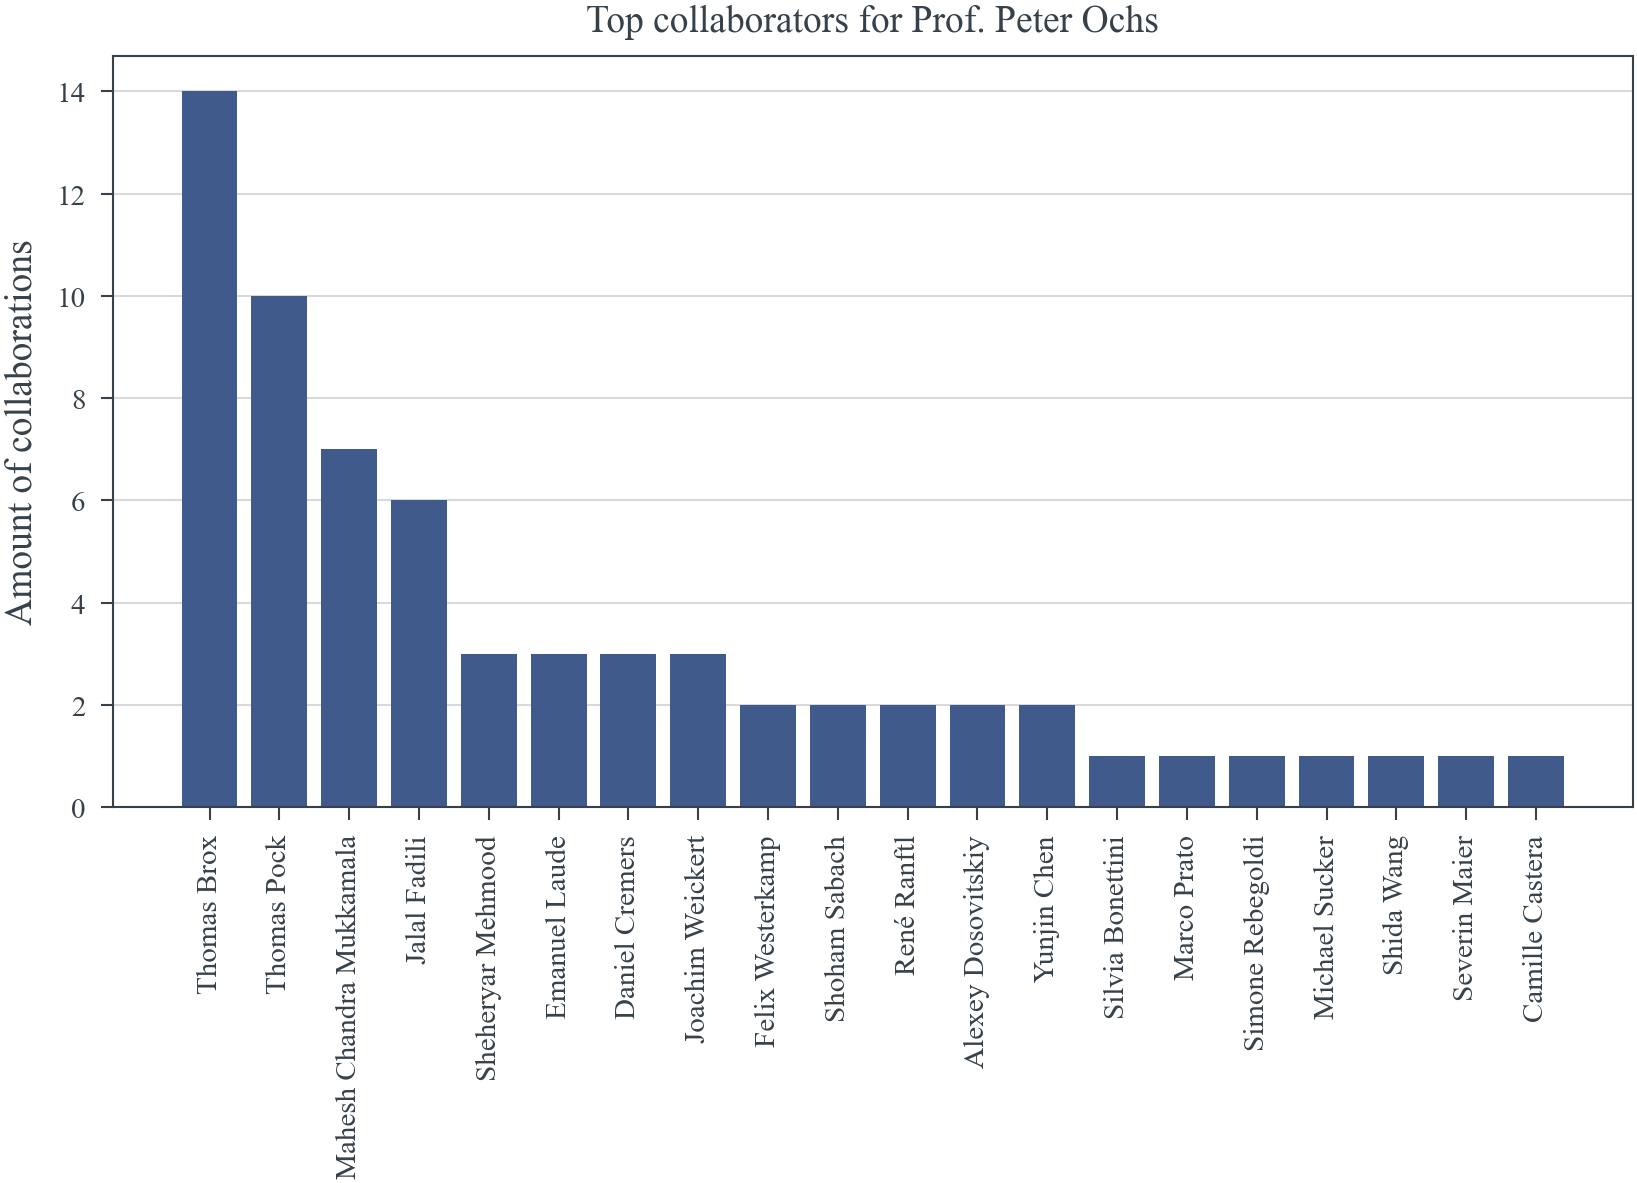 Top collaborators for Prof. Peter Ochs
Amount of collaborations
14
12
10
8
6
4
2
0
Thomas Brox
Thomas Pock
Mahesh Chandra Mukkamala
Jalal Fadili
Sheheryar Mehmood
Emanuel Laude
Daniel Cremers
Joachim Weickert
Felix Westerkamp
Shoham Sabach
René Ranftl
Alexey Dosovitskiy
Yunjin Chen
Silvia Bonettini
Marco Prato
Simone Rebegoldi
Michael Sucker
Shida Wang
Severin Maier
Camille Castera